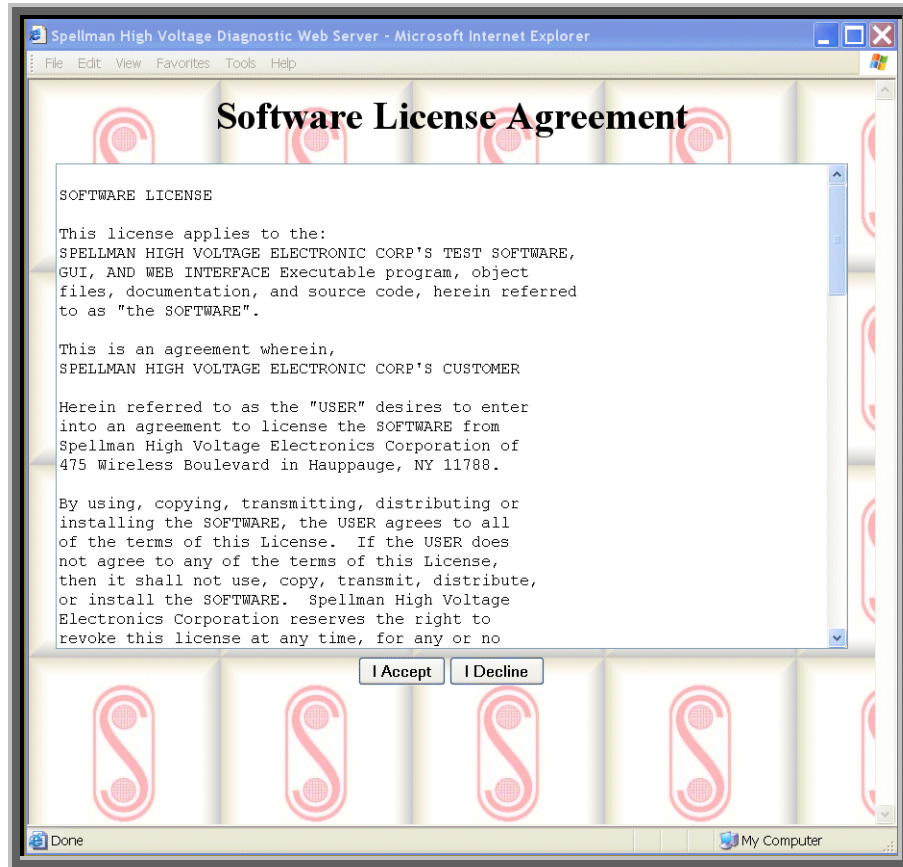 Spellman High Voltage Diagnostic Web Server - Microsoft Internet Explorer
File Edit View Favorites Tools Help
Software License Agreement
SOFTWARE LICENSE
This license applies to the:
SPELLMAN HIGH VOLTAGE ELECTRONIC CORP'S TEST SOFTWARE,
GUI, AND WEB INTERFACE Executable program, object
files, documentation, and source code, herein referred
to as "the SOFTWARE".
This is an agreement wherein,
SPELLMAN HIGH VOLTAGE ELECTRONIC CORP'S CUSTOMER
Herein referred to as the "USER" desires to enter
into an agreement to license the SOFTWARE from
Spellman High Voltage Electronics Corporation of
475 Wireless Boulevard in Hauppauge, NY 11788.
By using, copying, transmitting, distributing or
installing the SOFTWARE, the USER agrees to all
of the terms of this License.  If the USER does
not agree to any of the terms of this License,
then it shall not use, copy, transmit, distribute,
or install the SOFTWARE.  Spellman High Voltage
Electronics Corporation reserves the right to
revoke this license at any time, for any or no
I Accept I Decline
Done My Computer